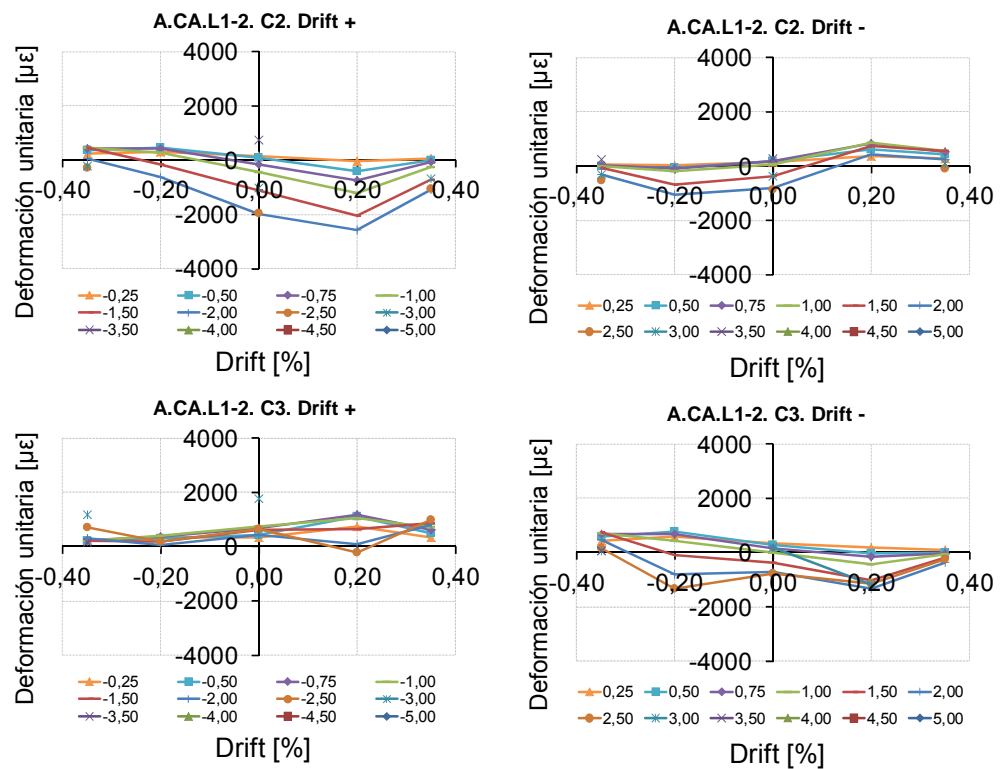 A.CA.L1-2. C2. Drift +
Deformación unitaria [µε]
4000
2000
0
-2000
-4000
-0,40 -0,20 0,00 0,20 0,40
-0,25 -0,50 -0,75 -1,00
-1,50 -2,00 -2,50 -3,00
-3,50 -4,00 -4,50 -5,00
Drift [%]
A.CA.L1-2. C2. Drift -
Deformación unitaria [µε]
4000
2000
0
-2000
-4000
-0,40 -0,20 0,00 0,20 0,40
0,25 0,50 0,75 1,00 1,50 2,00
2,50 3,00 3,50 4,00 4,50 5,00
Drift [%]
A.CA.L1-2. C3. Drift +
Deformación unitaria [µε]
4000
2000
0
-2000
-4000
-0,40 -0,20 0,00 0,20 0,40
-0,25 -0,50 -0,75 -1,00
-1,50 -2,00 -2,50 -3,00
-3,50 -4,00 -4,50 -5,00
Drift [%]
A.CA.L1-2. C3. Drift -
Deformación unitaria [µε]
4000
2000
0
-2000
-4000
-0,40 -0,20 0,00 0,20 0,40
0,25 0,50 0,75 1,00 1,50 2,00
2,50 3,00 3,50 4,00 4,50 5,00
Drift [%]